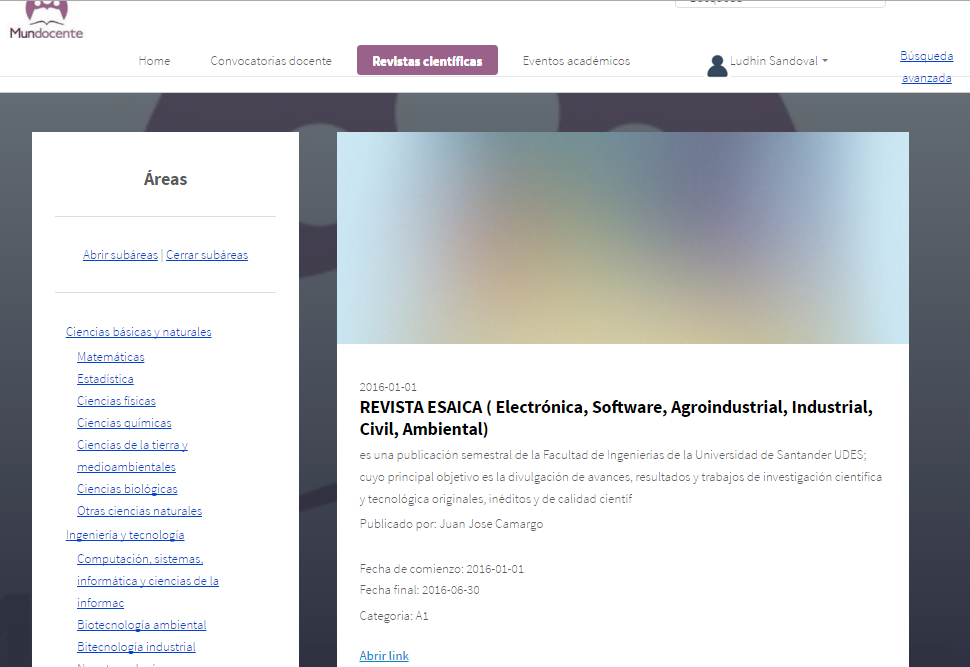 Mundocente
Home
Convocatorias docente
Revistas científicas
Eventos académicos
Ludhin Sandoval
Búsqueda
avanzada
Áreas
Abrir subáreas | Cerrar subáreas
Ciencias básicas y naturales
Matemáticas
Estadística
Ciencias físicas
Ciencias químicas
Ciencias de la tierra y
medioambientales
Ciencias biológicas
Otras ciencias naturales
Ingeniería y tecnología
Computación, sistemas,
informática y ciencias de la
informac
Biotecnología ambiental
Bitecnología industrial
2016-01-01
REVISTA ESAICA ( Electrónica, Software, Agroindustrial, Industrial,
Civil, Ambiental)
es una publicación semestral de la Facultad de Ingenierías de la Universidad de Santander UDES;
cuyo principal objetivo es la divulgación de avances, resultados y trabajos de investigación científica
y tecnológica originales, inéditos y de calidad científ
Publicado por: Juan Jose Camargo
Fecha de comienzo: 2016-01-01
Fecha final: 2016-06-30
Categoría: A1
Abrir link